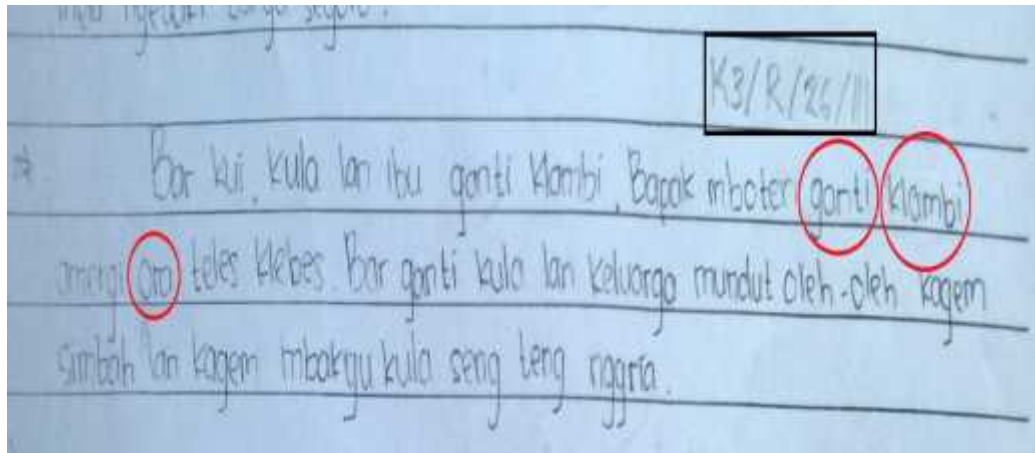 K3/R/26/III
Bar kui, kula lan ibu ganti klambi, Bapak mboter ganti klambi
amargi ora teles klebes. Bar ganti kula lan keluarga mundut oleh-oleh kagem
simbah lan kagem mbakyu kula seng teng nggria.